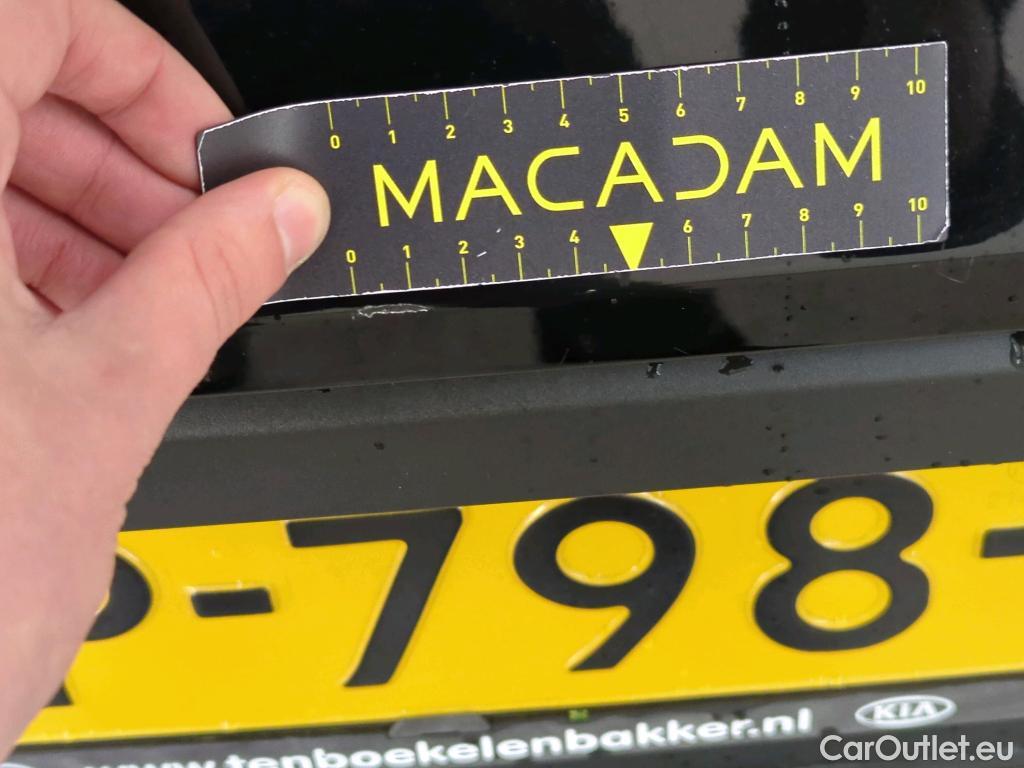 0 1 2 3 4 5 6 7 8 9 10
MACADAM
0 1 2 3 4 6 7 8 9 10
-798-
www.tenboekelenbakker.nl KIA
CarOutlet.eu